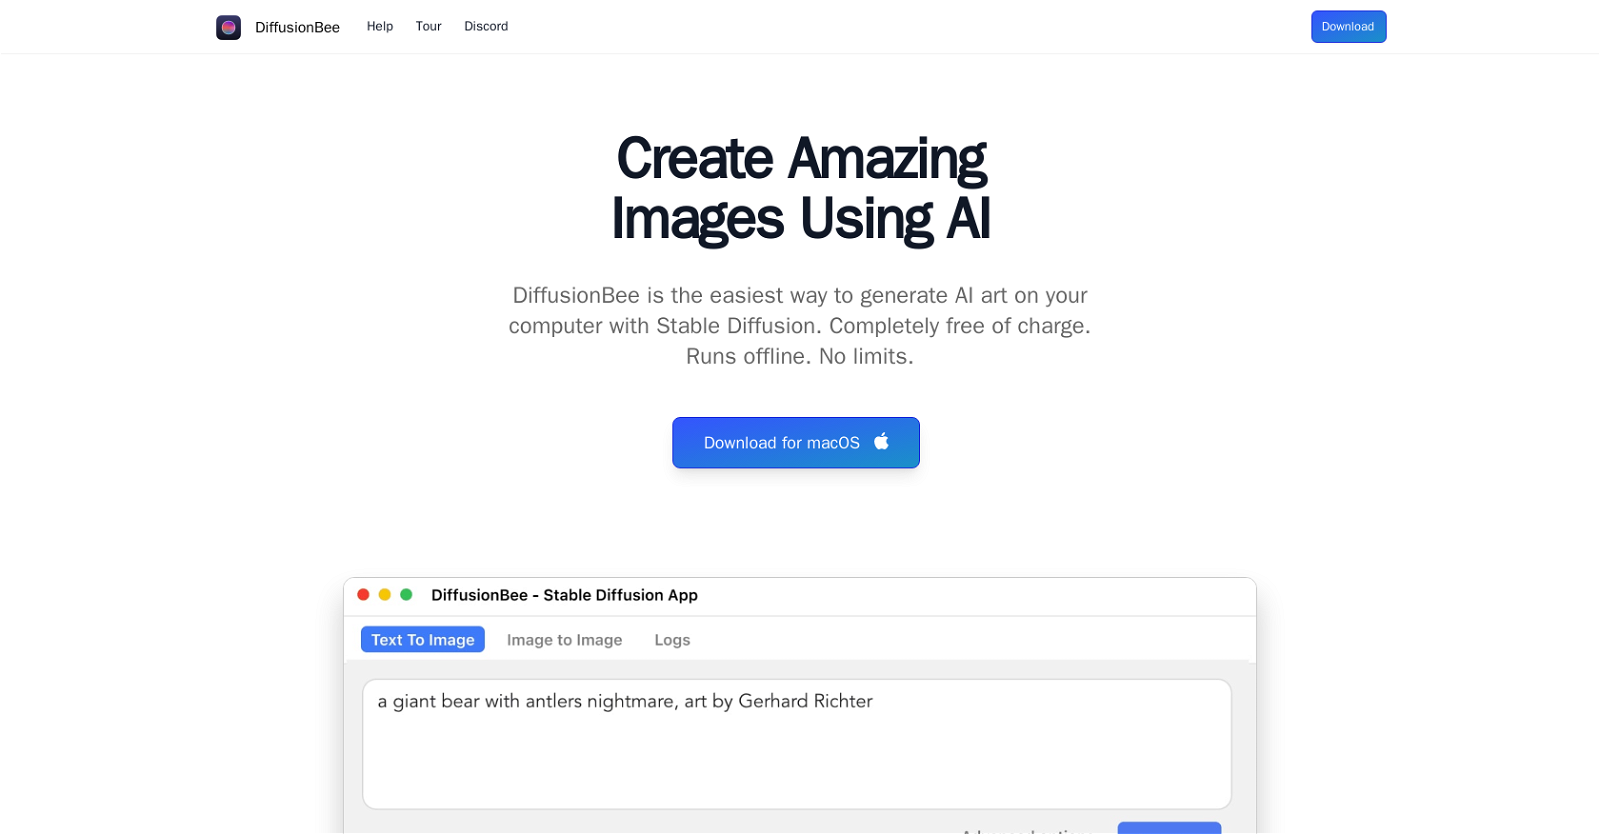 DiffusionBee
Help
Tour
Discord
Download
Create Amazing
Images Using AI
DiffusionBee is the easiest way to generate AI art on your
computer with Stable Diffusion. Completely free of charge.
Runs offline. No limits.
Download for macOS
DiffusionBee - Stable Diffusion App
Text To Image
Image to Image
Logs
a giant bear with antlers nightmare, art by Gerhard Richter